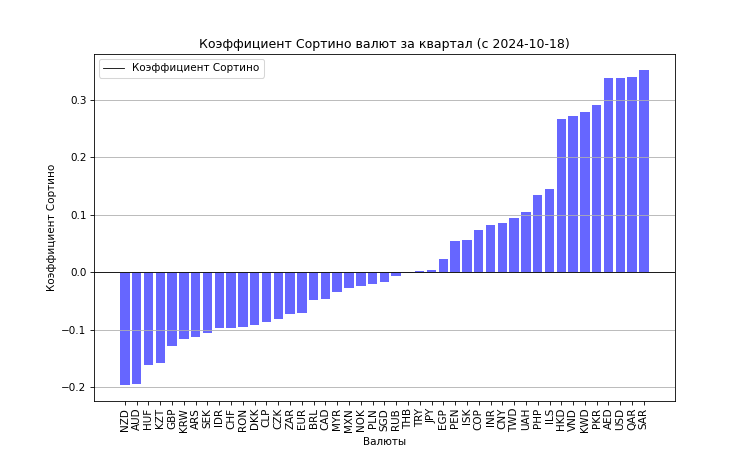 Коэффициент Сортино валют за квартал (с 2024-10-18)
Коэффициент Сортино
Коэффициент Сортино
0.3
0.2
0.1
0.0
−0.1
−0.2
NZD AUD HUF KZT GBP KRW ARS SEK IDR CHF RON DKK CLP CZK ZAR EUR BRL CAD MYR MXN NOK PLN SGD RUB THB TRY JPY EGP PEN ISK COP INR CNY TWD UAH PHP ILS HKD VND KWD PKR AED USD QAR SAR
Валюты